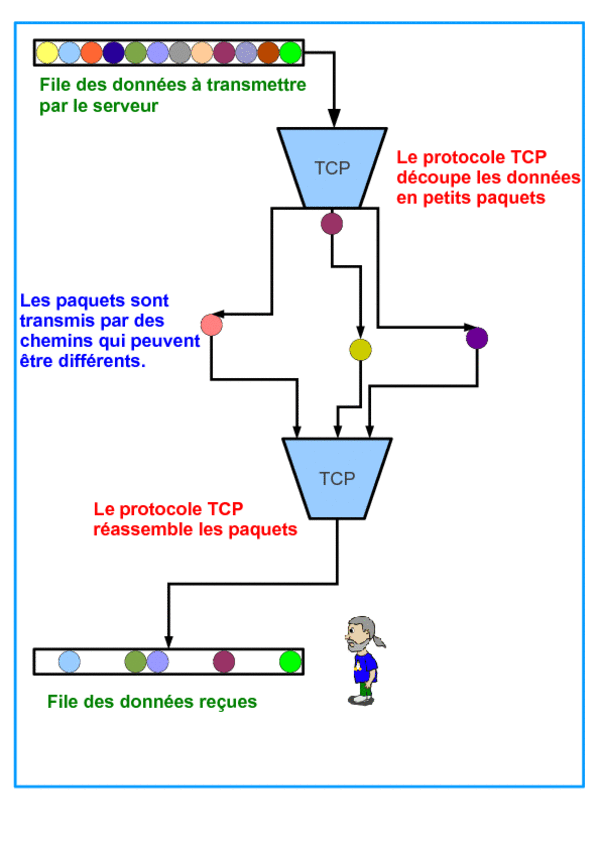 File des données à transmettre
par le serveur
TCP
Le protocole TCP
découpe les données
en petits paquets
Les paquets sont
transmis par des
chemins qui peuvent
être différents.
TCP
Le protocole TCP
réassemble les paquets
File des données reçues